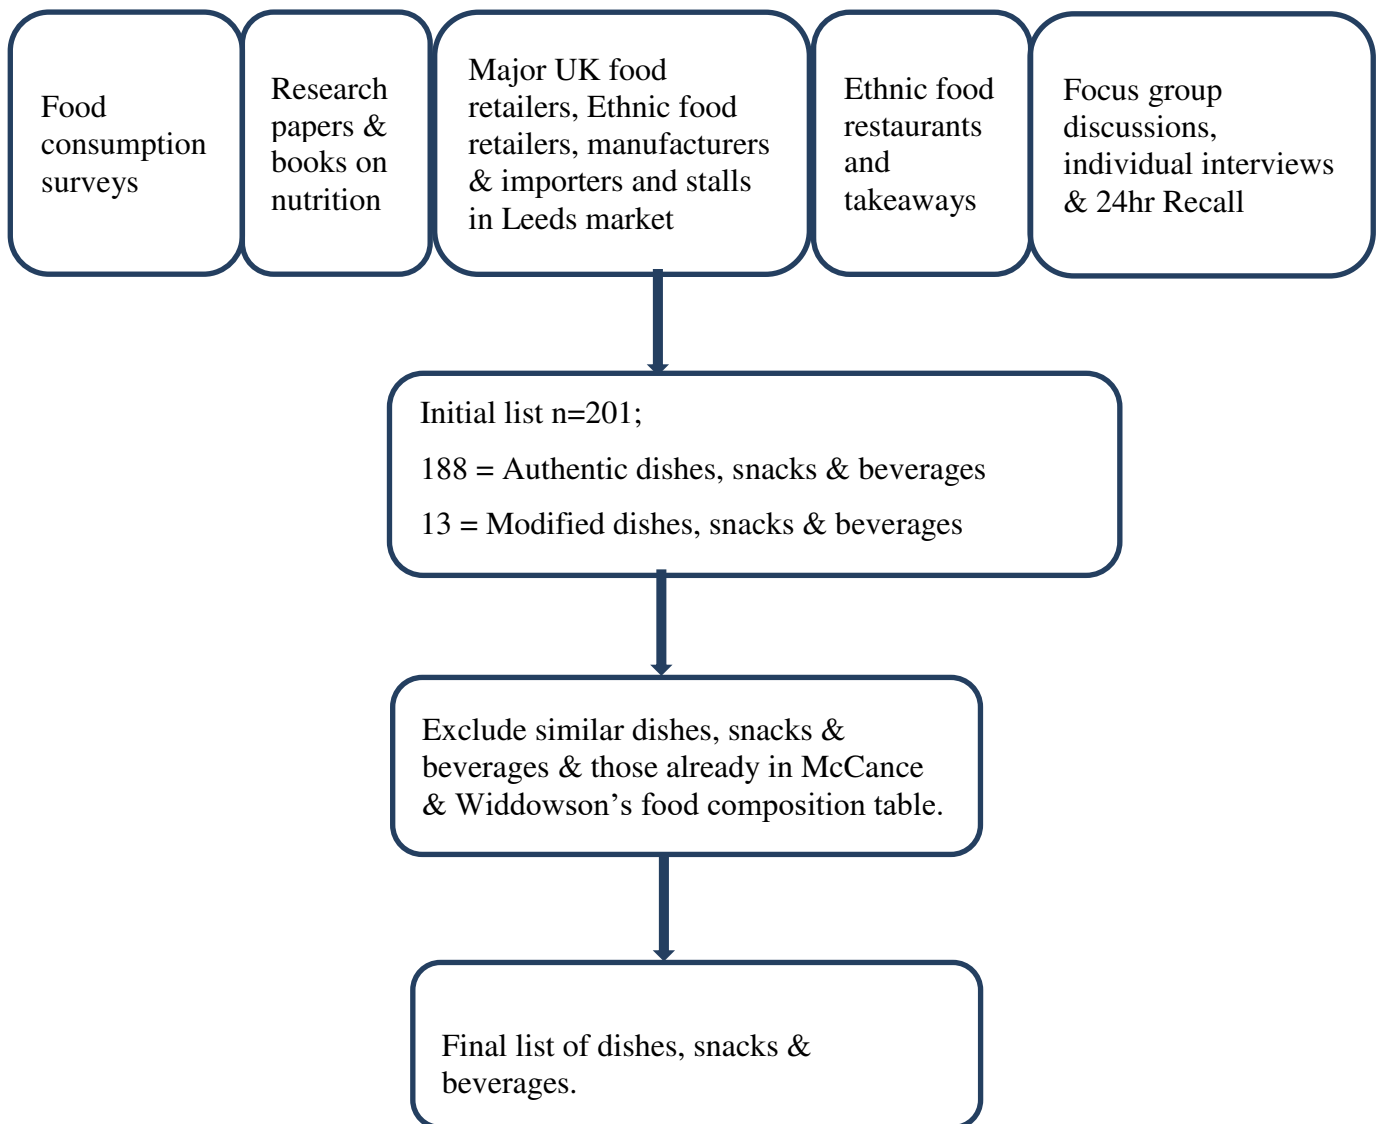 Food
consumption
surveys
Research
papers &
books on
nutrition
Major UK food
retailers, Ethnic food
retailers, manufacturers
& importers and stalls
in Leeds market
Ethnic food
restaurants
and
takeaways
Focus group
discussions,
individual interviews
& 24hr Recall
Initial list n=201;
188 = Authentic dishes, snacks & beverages
13 = Modified dishes, snacks & beverages
Exclude similar dishes, snacks &
beverages & those already in McCance
& Widdowson’s food composition table.
Final list of dishes, snacks &
beverages.